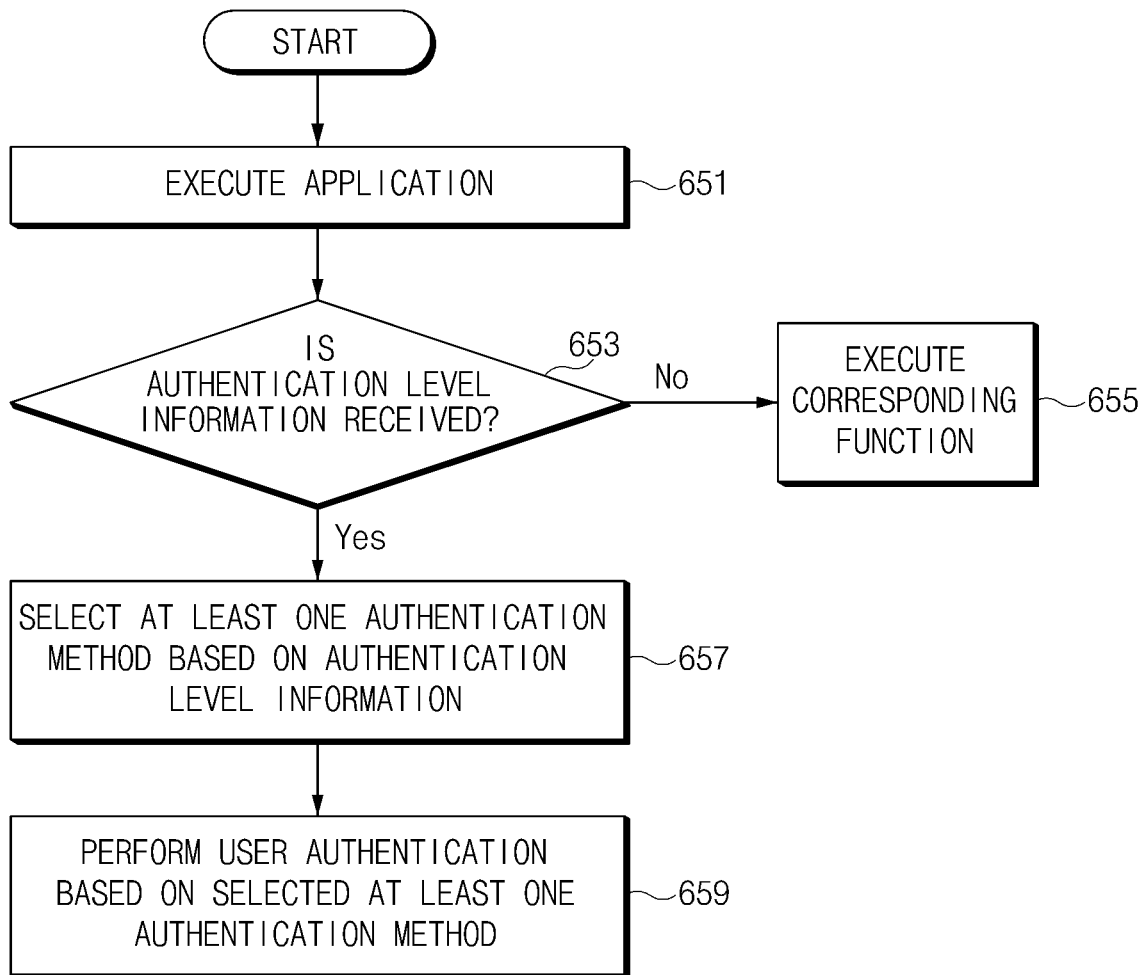 START
EXECUTE APPLICATION
651
IS
AUTHENTICATION LEVEL
INFORMATION RECEIVED?
653
No
EXECUTE
CORRESPONDING
FUNCTION
655
Yes
SELECT AT LEAST ONE AUTHENTICATION
METHOD BASED ON AUTHENTICATION
LEVEL INFORMATION
657
PERFORM USER AUTHENTICATION
BASED ON SELECTED AT LEAST ONE
AUTHENTICATION METHOD
659